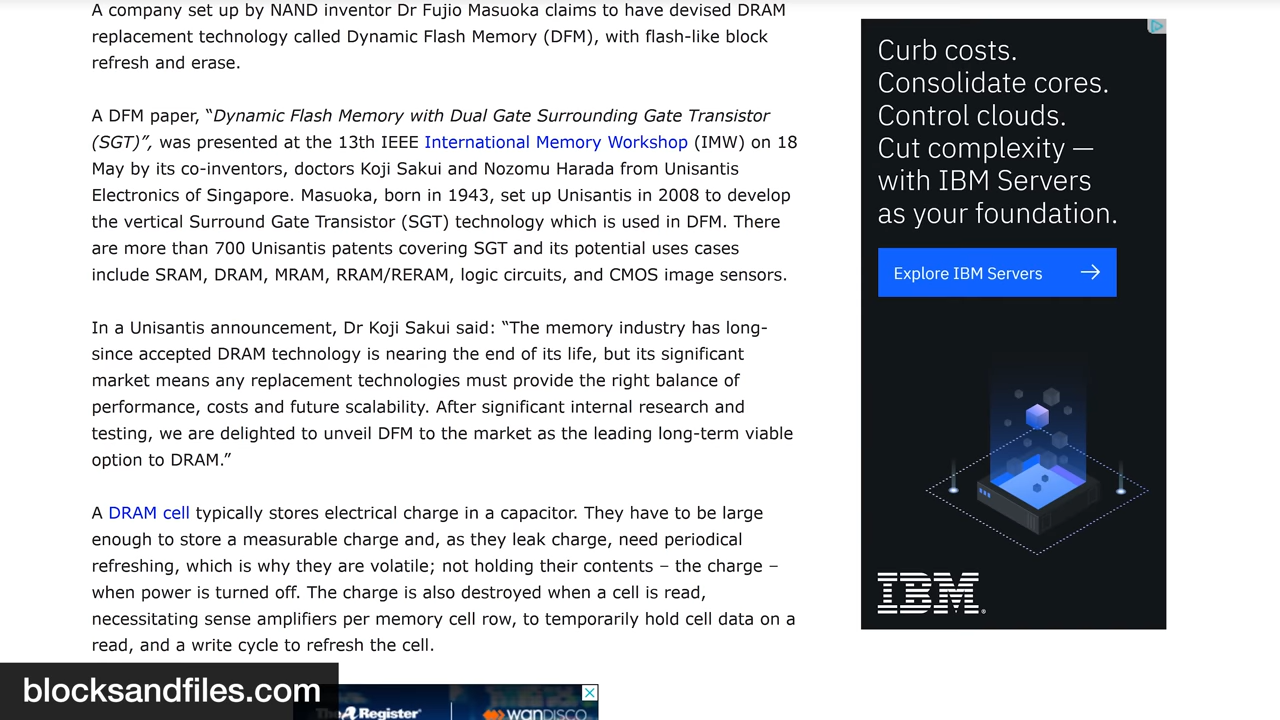 A company set up by NAND inventor Dr Fujio Masuoka claims to have devised DRAM
replacement technology called Dynamic Flash Memory (DFM), with flash-like block
refresh and erase.
A DFM paper, “Dynamic Flash Memory with Dual Gate Surrounding Gate Transistor
(SGT)”, was presented at the 13th IEEE International Memory Workshop (IMW) on 18
May by its co-inventors, doctors Koji Sakui and Nozomu Harada from Unisantis
Electronics of Singapore. Masuoka, born in 1943, set up Unisantis in 2008 to develop
the vertical Surround Gate Transistor (SGT) technology which is used in DFM. There
are more than 700 Unisantis patents covering SGT and its potential uses cases
include SRAM, DRAM, MRAM, RRAM/RERAM, logic circuits, and CMOS image sensors.
In a Unisantis announcement, Dr Koji Sakui said: “The memory industry has long-
since accepted DRAM technology is nearing the end of its life, but its significant
market means any replacement technologies must provide the right balance of
performance, costs and future scalability. After significant internal research and
testing, we are delighted to unveil DFM to the market as the leading long-term viable
option to DRAM.”
A DRAM cell typically stores electrical charge in a capacitor. They have to be large
enough to store a measurable charge and, as they leak charge, need periodical
refreshing, which is why they are volatile; not holding their contents – the charge –
when power is turned off. The charge is also destroyed when a cell is read,
necessitating sense amplifiers per memory cell row, to temporarily hold cell data on a
read, and a write cycle to refresh the cell.
Curb costs.
Consolidate cores.
Control clouds.
Cut complexity —
with IBM Servers
as your foundation.
Explore IBM Servers
IBM
blocksandfiles.com
The Register
WANDISCO